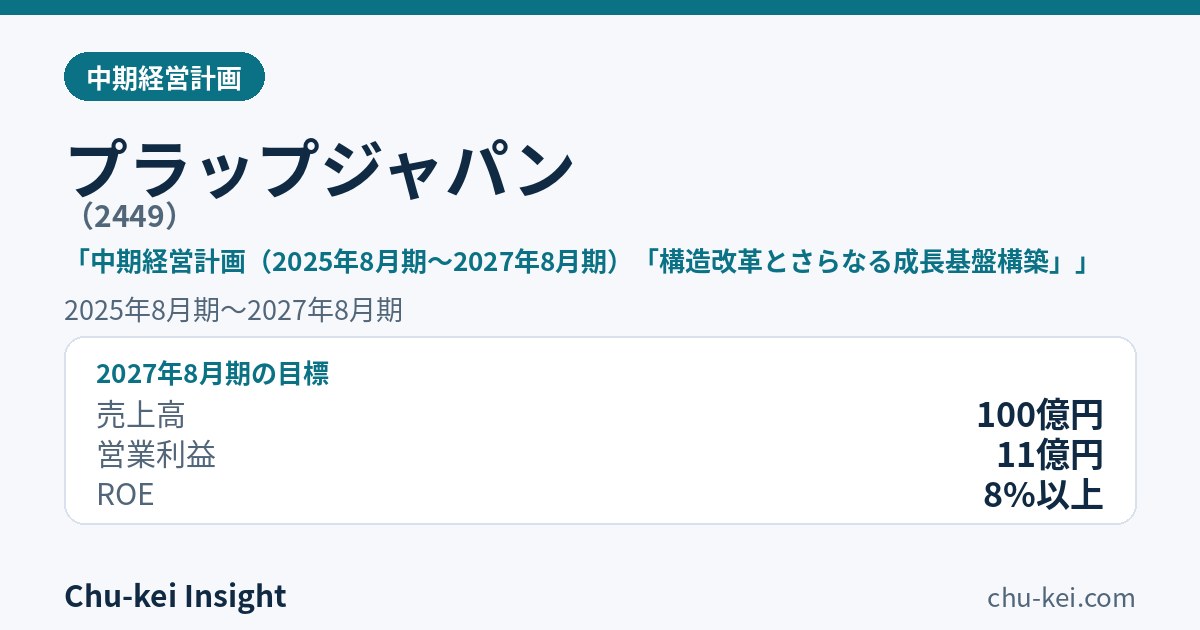 中期経営計画
プラップジャパン
（2449）
「中期経営計画（2025年8月期～2027年8月期）「構造改革とさらなる成長基盤構築」」
2025年8月期～2027年8月期
2027年8月期の目標
売上高 100億円
営業利益 11億円
ROE 8%以上
Chu-kei Insight chu-kei.com